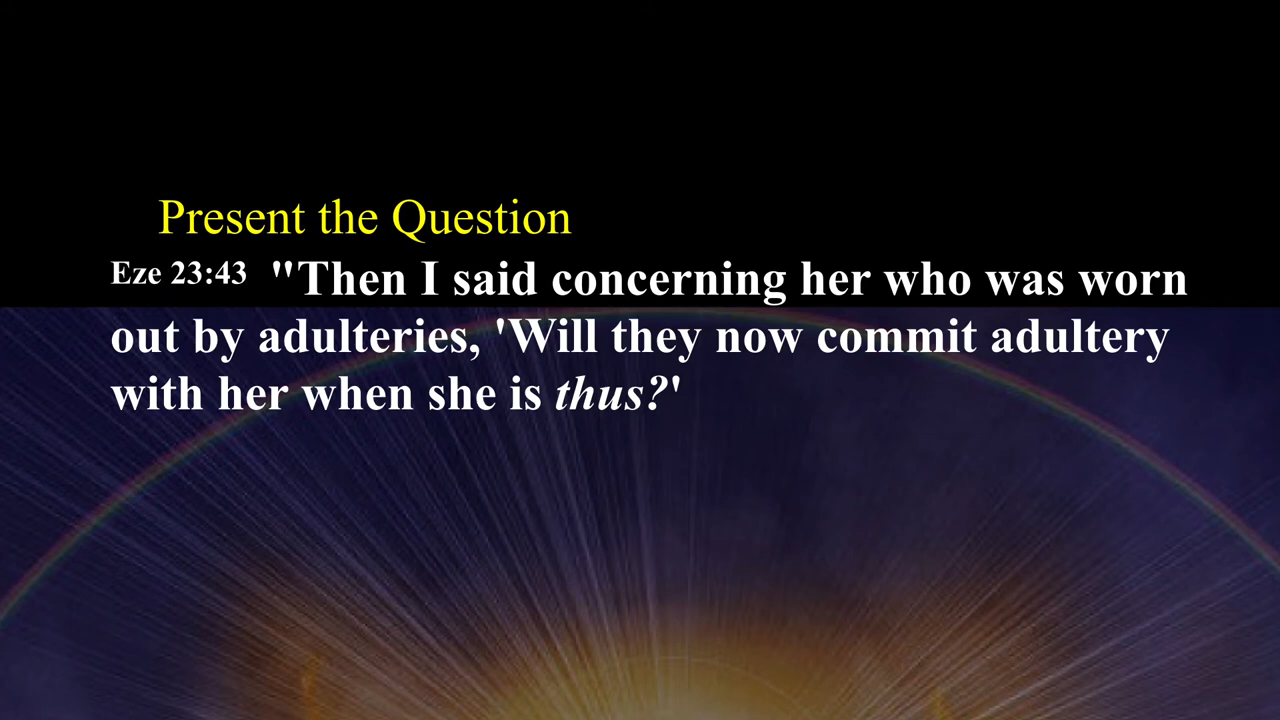 Present the Question
Eze 23:43 "Then I said concerning her who was worn
out by adulteries, 'Will they now commit adultery
with her when she is thus?'